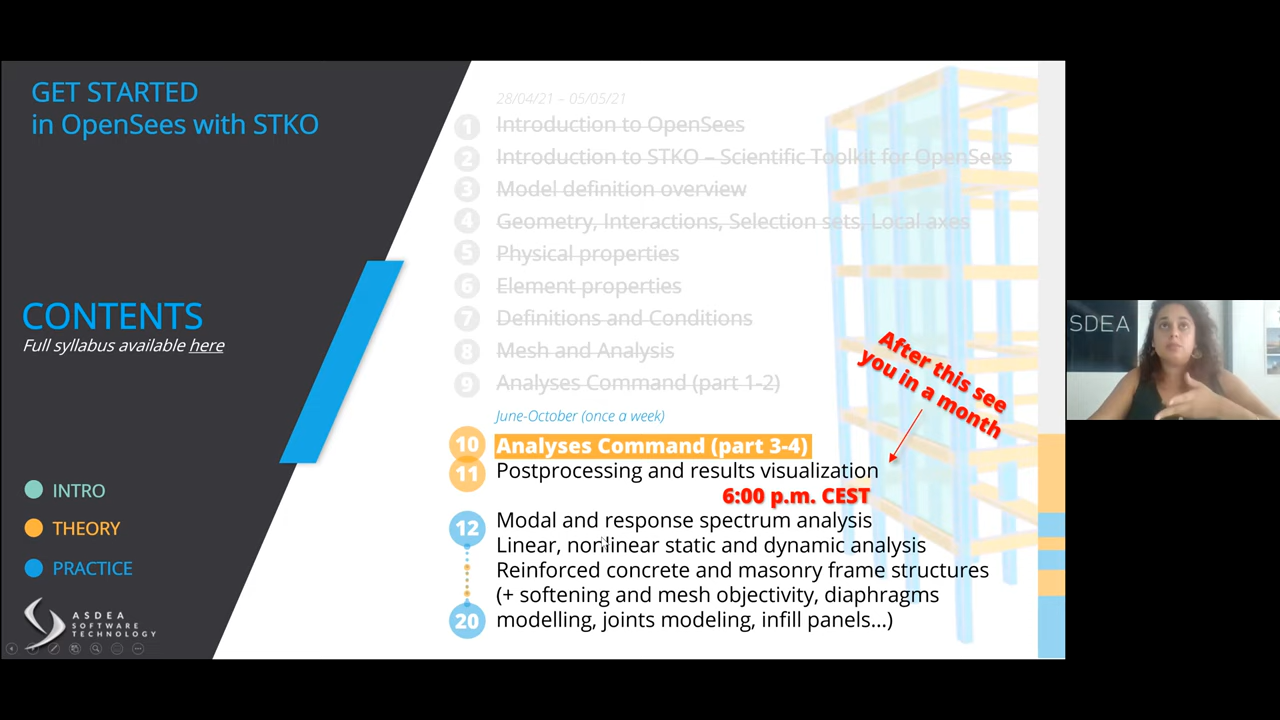 GET STARTED
in OpenSees with STKO
CONTENTS
Full syllabus available here
INTRO
THEORY
PRACTICE
ASDEA
SOFTWARE
TECHNOLOGY
28/04/21 – 05/05/21
1 Introduction to OpenSees
2 Introduction to STKO – Scientific Toolkit for OpenSees
3 Model definition overview
4 Geometry, Interactions, Selection sets, Local axes
5 Physical properties
6 Element properties
7 Definitions and Conditions
8 Mesh and Analysis
9 Analyses Command (part 1-2)
After this see
you in a month
June-October (once a week)
10 Analyses Command (part 3-4)
11 Postprocessing and results visualization
6:00 p.m. CEST
12 Modal and response spectrum analysis
Linear, nonlinear static and dynamic analysis
Reinforced concrete and masonry frame structures
(+ softening and mesh objectivity, diaphragms
20 modelling, joints modeling, infill panels...)
SDEA